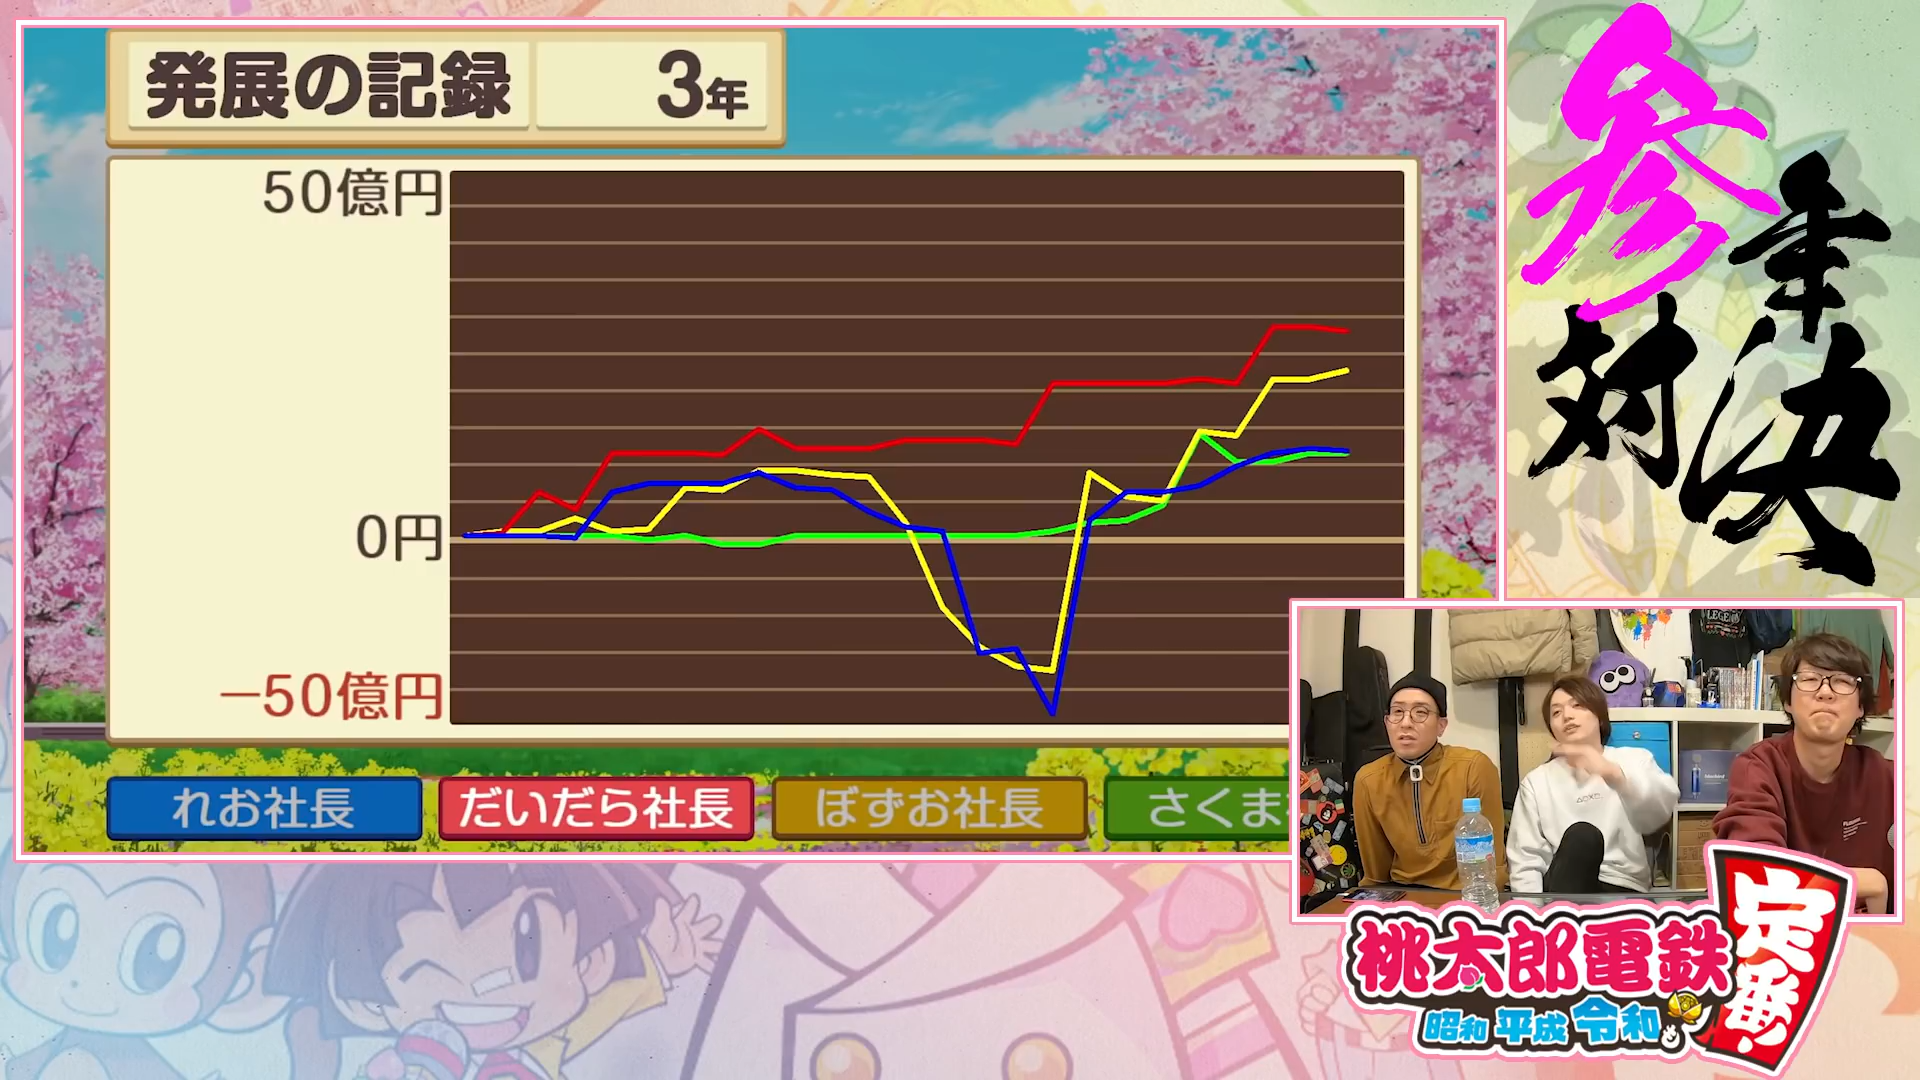 発展の記録 3年
50億円
0円
−50億円
れお社長 だいだら社長 ぼずお社長 さくま
参年
対決
桃太郎電鉄
昭和 平成 令和
定番!